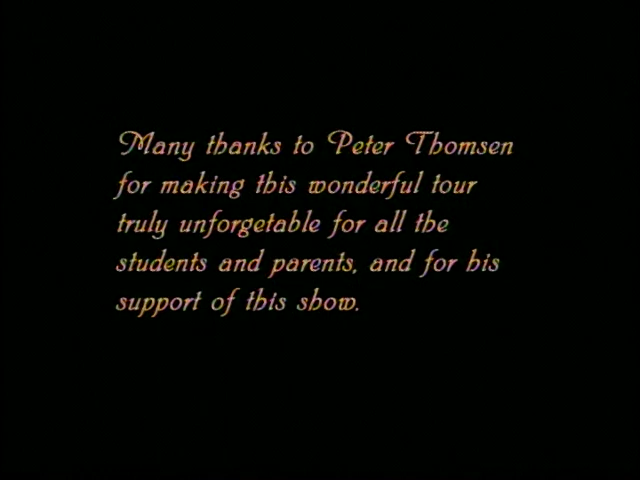 Many thanks to Peter Thomsen
for making this wonderful tour
truly unforgetable for all the
students and parents, and for his
support of this show.